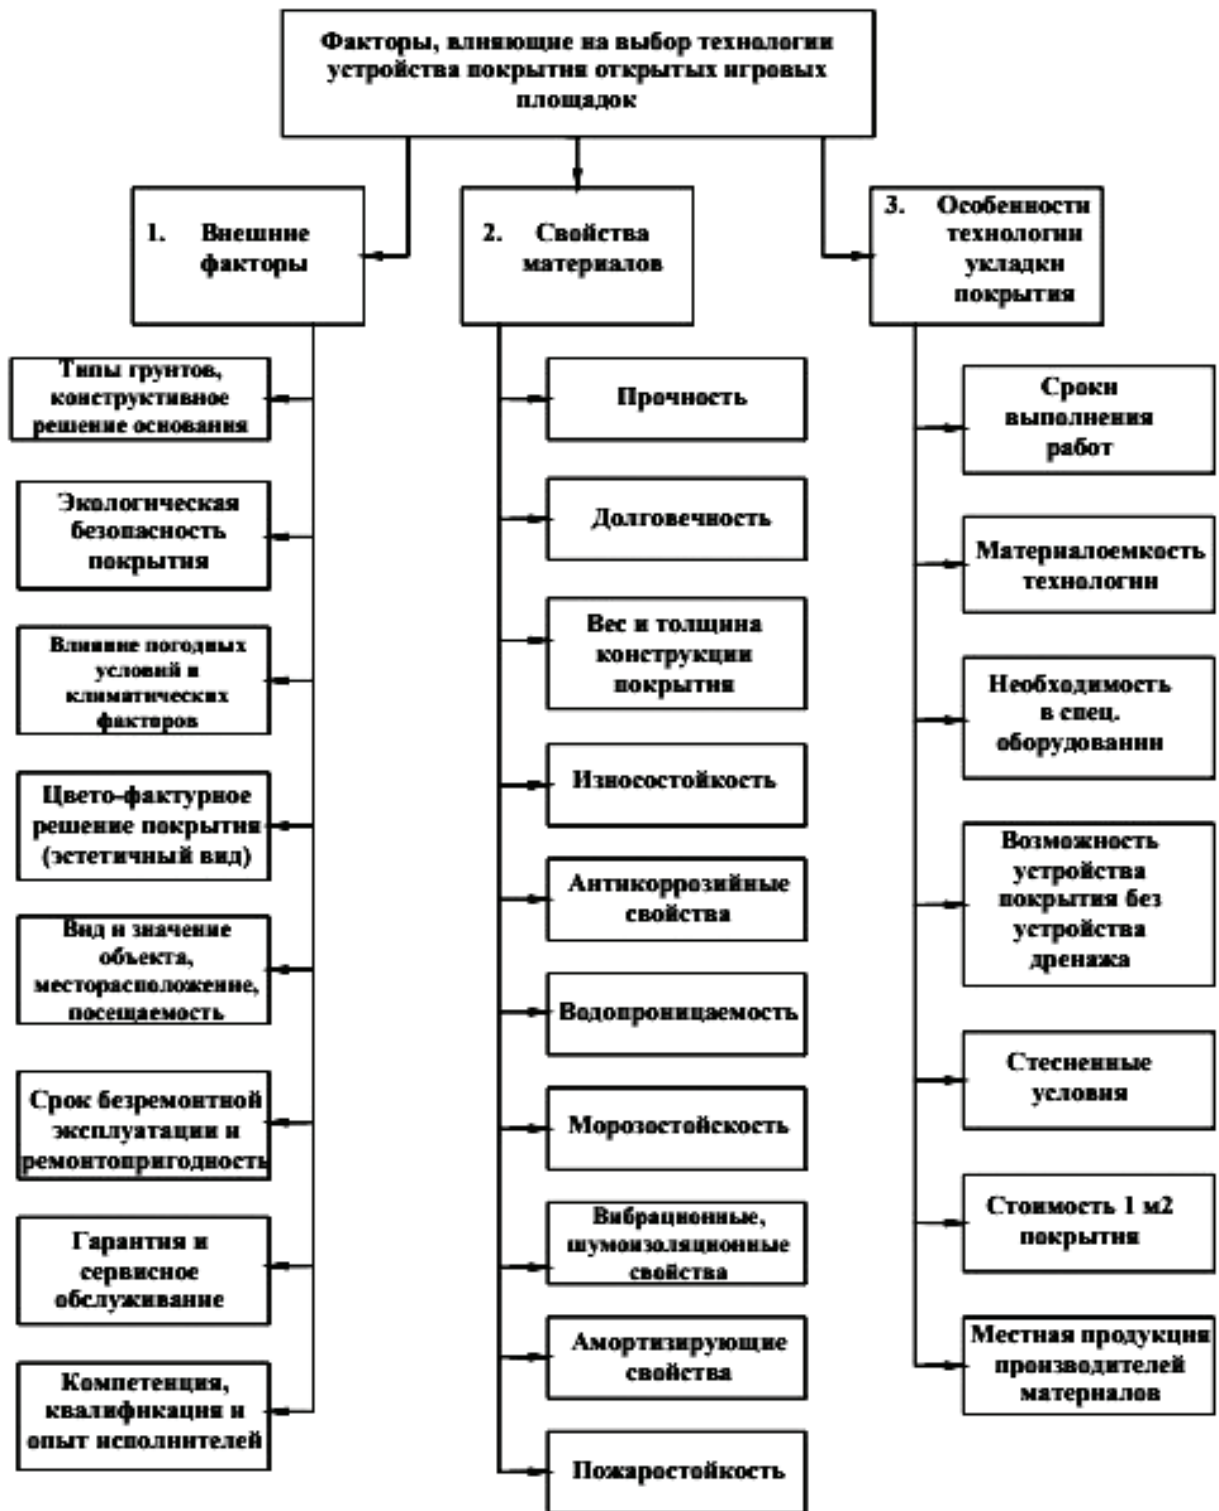 Факторы, влияющие на выбор технологии
устройства покрытия открытых игровых
площадок
1. Внешние
факторы
Типы грунтов,
конструктивное
решение основания
Экологическая
безопасность
покрытия
Влияние погодных
условий и
климатических
факторов
Цвето-фактурное
решение покрытия
(эстетичный вид)
Вид и значение
объекта,
месторасположение,
посещаемость
Срок безремонтной
эксплуатации и
ремонтопригодность
Гарантия и
сервисное
обслуживание
Компетенция,
квалификация и
опыт исполнителей
2. Свойства
материалов
Прочность
Долговечность
Вес и толщина
конструкции
покрытия
Износостойкость
Антикоррозийные
свойства
Водопроницаемость
Морозостойскость
Вибрационные,
шумоизоляционные
свойства
Амортизирующие
свойства
Пожаростойкость
3. Особенности
технологии
укладки
покрытия
Сроки
выполнения
работ
Материалоемкость
технологии
Необходимость
в спец.
оборудовании
Возможность
устройства
покрытия без
устройства
дренажа
Стесненные
условия
Стоимость 1 м2
покрытия
Местная продукция
производителей
материалов